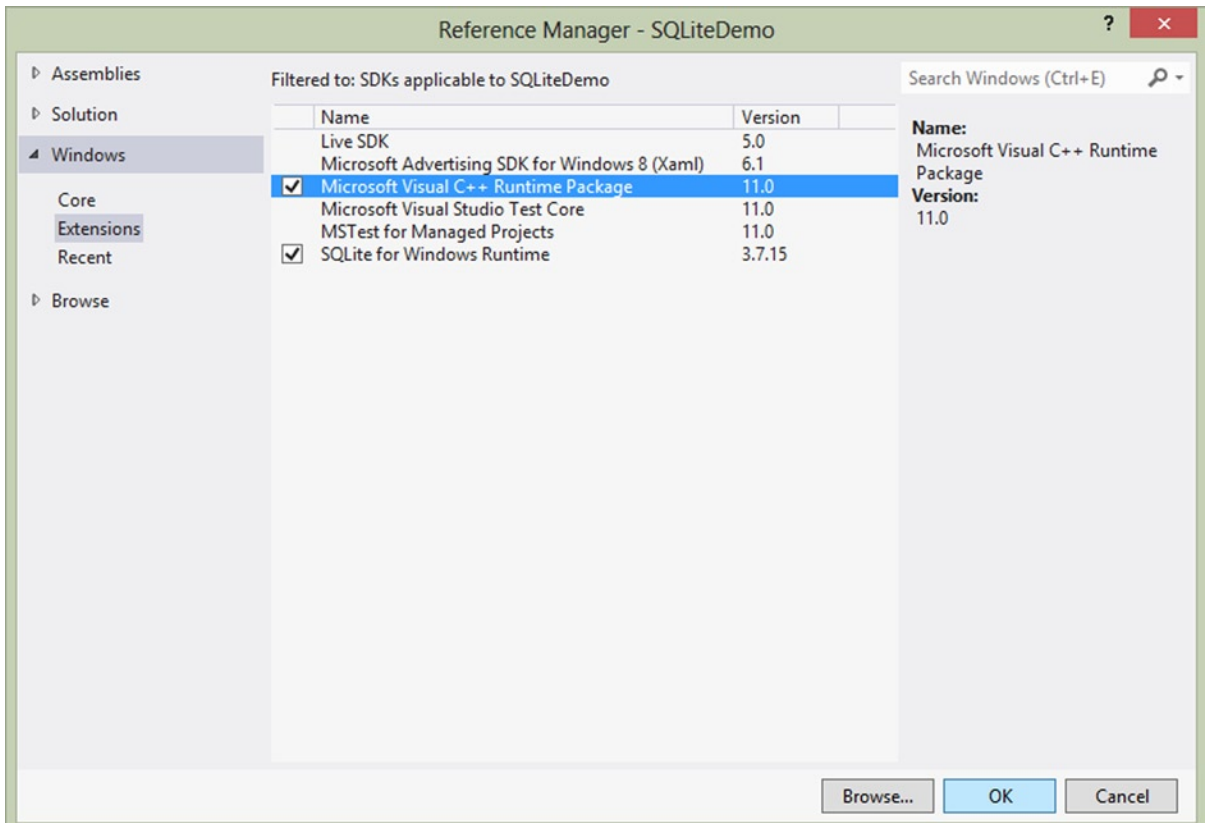 Reference Manager - SQLiteDemo
?
Assemblies
Solution
Windows
Core
Extensions
Recent
Browse
Filtered to: SDKs applicable to SQLiteDemo
Name Version
Live SDK 5.0
Microsoft Advertising SDK for Windows 8 (Xaml) 6.1
Microsoft Visual C++ Runtime Package 11.0
Microsoft Visual Studio Test Core 11.0
MSTest for Managed Projects 11.0
SQLite for Windows Runtime 3.7.15
Search Windows (Ctrl+E)
Name:
Microsoft Visual C++ Runtime
Package
Version:
11.0
Browse... OK Cancel